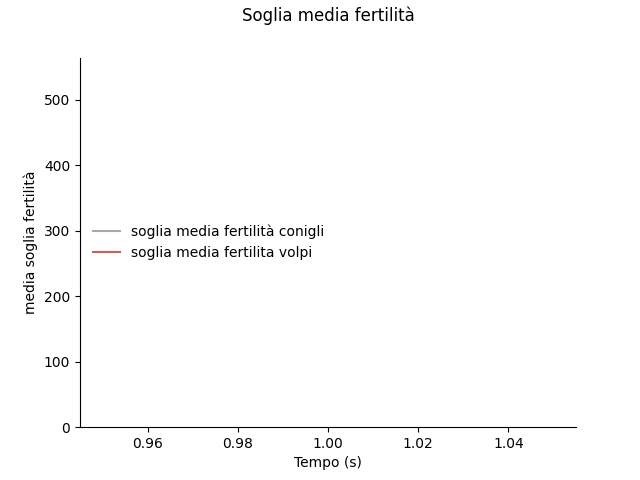 Soglia media fertilità
media soglia fertilità
500
400
300
200
100
0
soglia media fertilità conigli
soglia media fertilita volpi
0.96 0.98 1.00 1.02 1.04
Tempo (s)